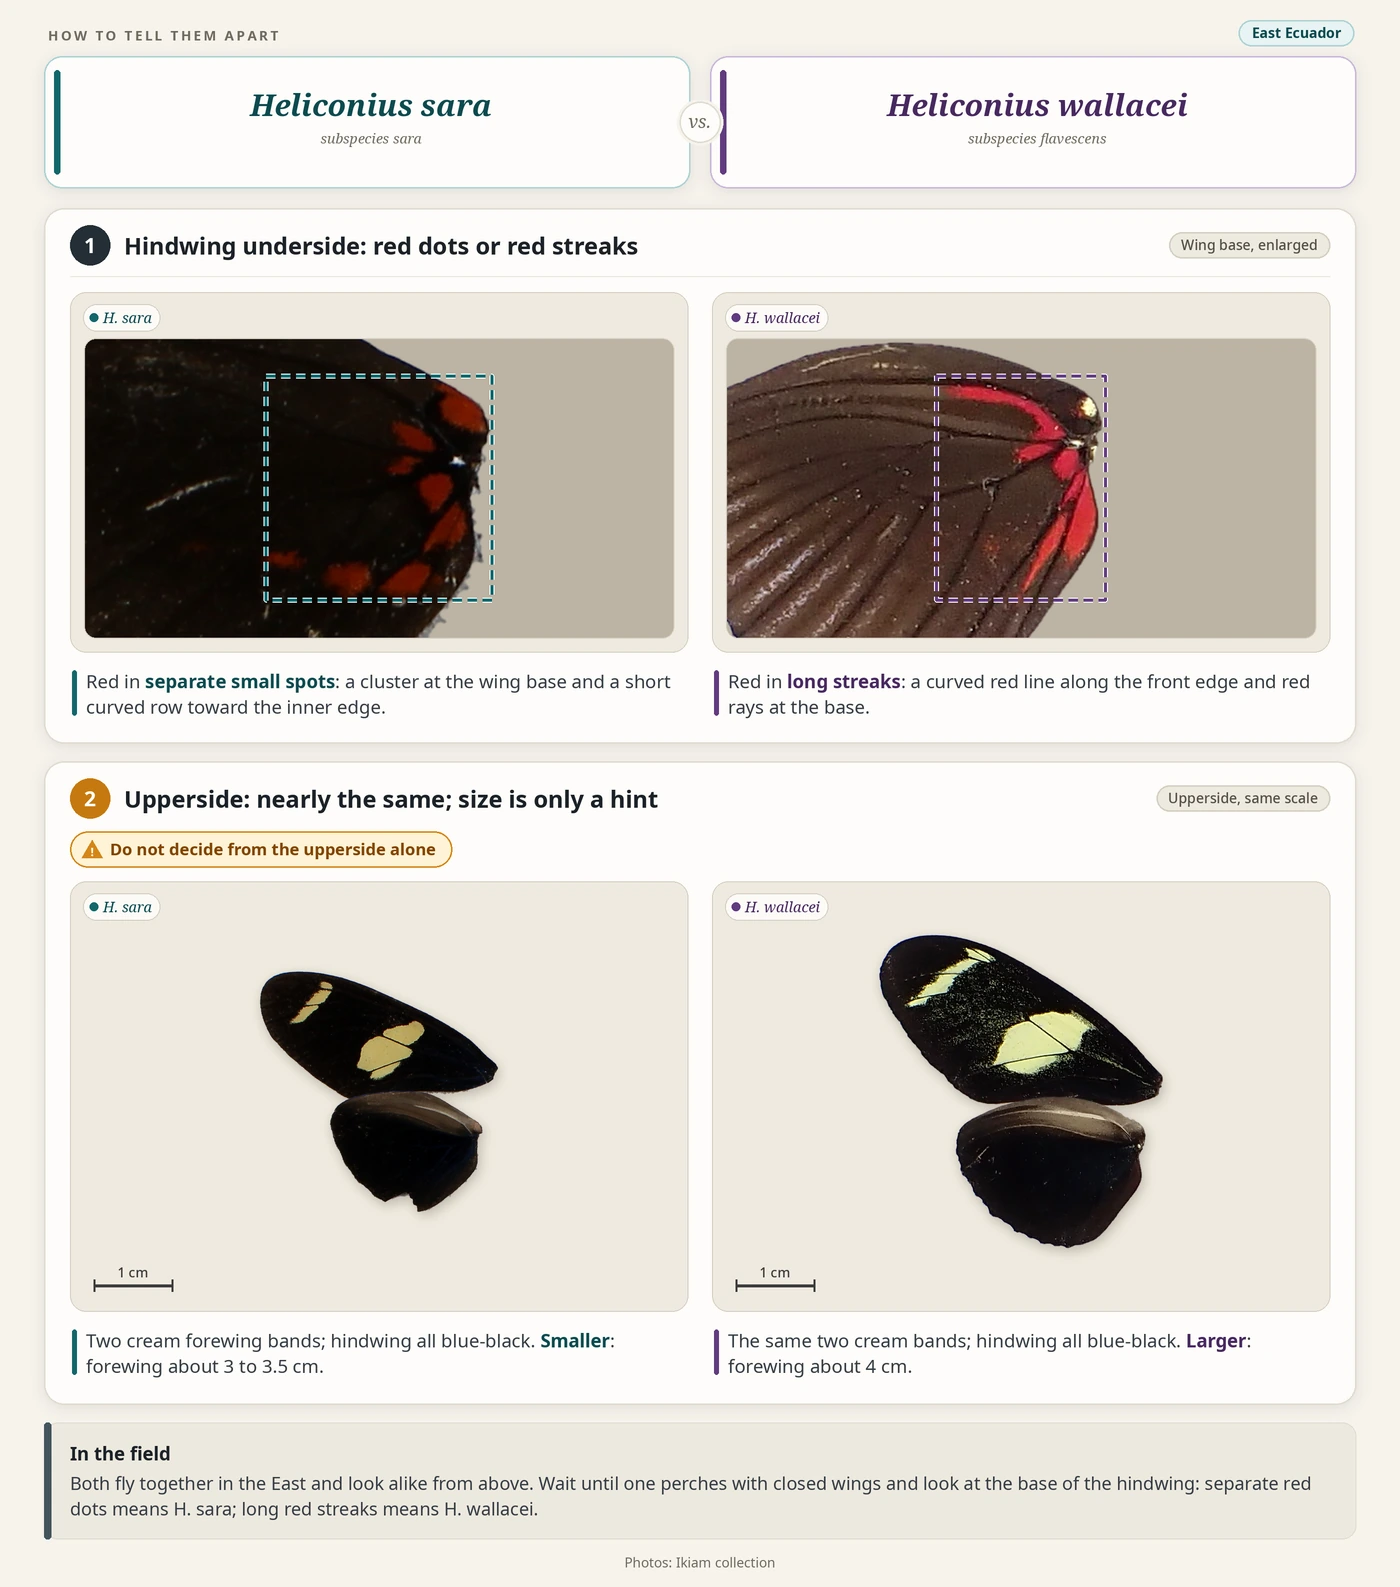 HOW TO TELL THEM APART
East Ecuador
Heliconius sara
subspecies sara
vs.
Heliconius wallacei
subspecies flavescens
1
Hindwing underside: red dots or red streaks
Wing base, enlarged
H. sara
H. wallacei
Red in separate small spots: a cluster at the wing base and a short
curved row toward the inner edge.
Red in long streaks: a curved red line along the front edge and red
rays at the base.
2
Upperside: nearly the same; size is only a hint
Upperside, same scale
Do not decide from the upperside alone
H. sara
H. wallacei
1 cm
1 cm
Two cream forewing bands; hindwing all blue-black. Smaller:
forewing about 3 to 3.5 cm.
The same two cream bands; hindwing all blue-black. Larger:
forewing about 4 cm.
In the field
Both fly together in the East and look alike from above. Wait until one perches with closed wings and look at the base of the hindwing: separate red
dots means H. sara; long red streaks means H. wallacei.
Photos: Ikiam collection